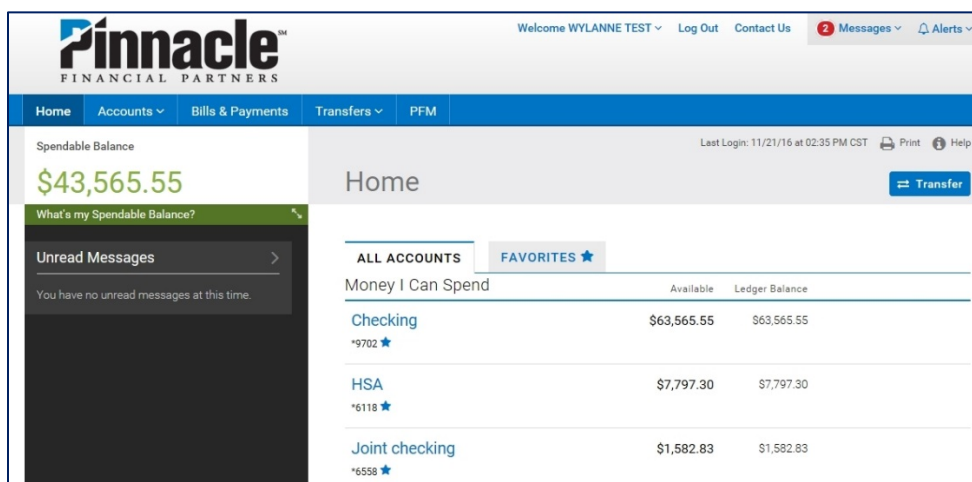 Pinnacle℠
FINANCIAL PARTNERS
Welcome WYLANNE TEST Log Out Contact Us 2 Messages Alerts
Home Accounts Bills & Payments Transfers PFM
Last Login: 11/21/16 at 02:35 PM CST Print Help
Spendable Balance
$43,565.55
What's my Spendable Balance?
Unread Messages
You have no unread messages at this time.
Home
Transfer
ALL ACCOUNTS FAVORITES
Money I Can Spend Available Ledger Balance
Checking $63,565.55 $63,565.55
*9702
HSA $7,797.30 $7,797.30
*6118
Joint checking $1,582.83 $1,582.83
*6558